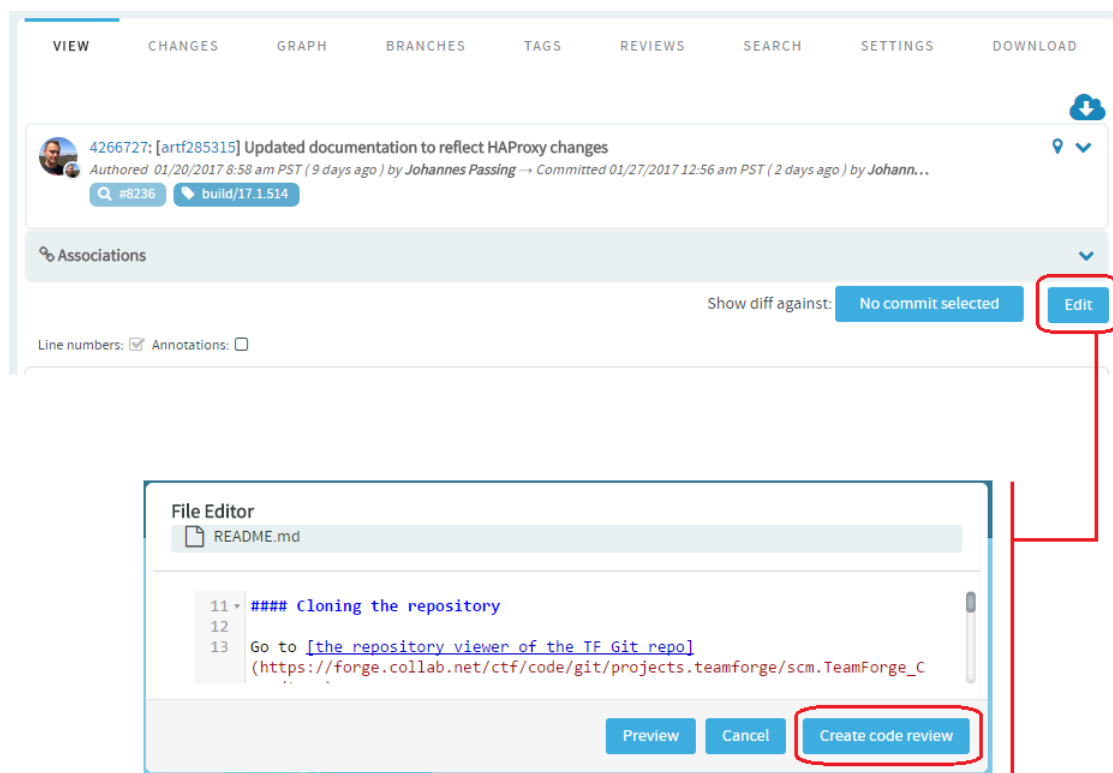 VIEW CHANGES GRAPH BRANCHES TAGS REVIEWS SEARCH SETTINGS DOWNLOAD
4266727: [artf285315] Updated documentation to reflect HAProxy changes
Authored 01/20/2017 8:58 am PST ( 9 days ago ) by Johannes Passing → Committed 01/27/2017 12:56 am PST ( 2 days ago ) by Johann...
#8236 build/17.1.514
Associations
Show diff against: No commit selected Edit
Line numbers: Annotations:
File Editor
README.md
11 #### Cloning the repository
12
13 Go to [the repository viewer of the TF Git repo]
(https://forge.collab.net/ctf/code/git/projects.teamforge/scm.TeamForge_C
Preview Cancel Create code review